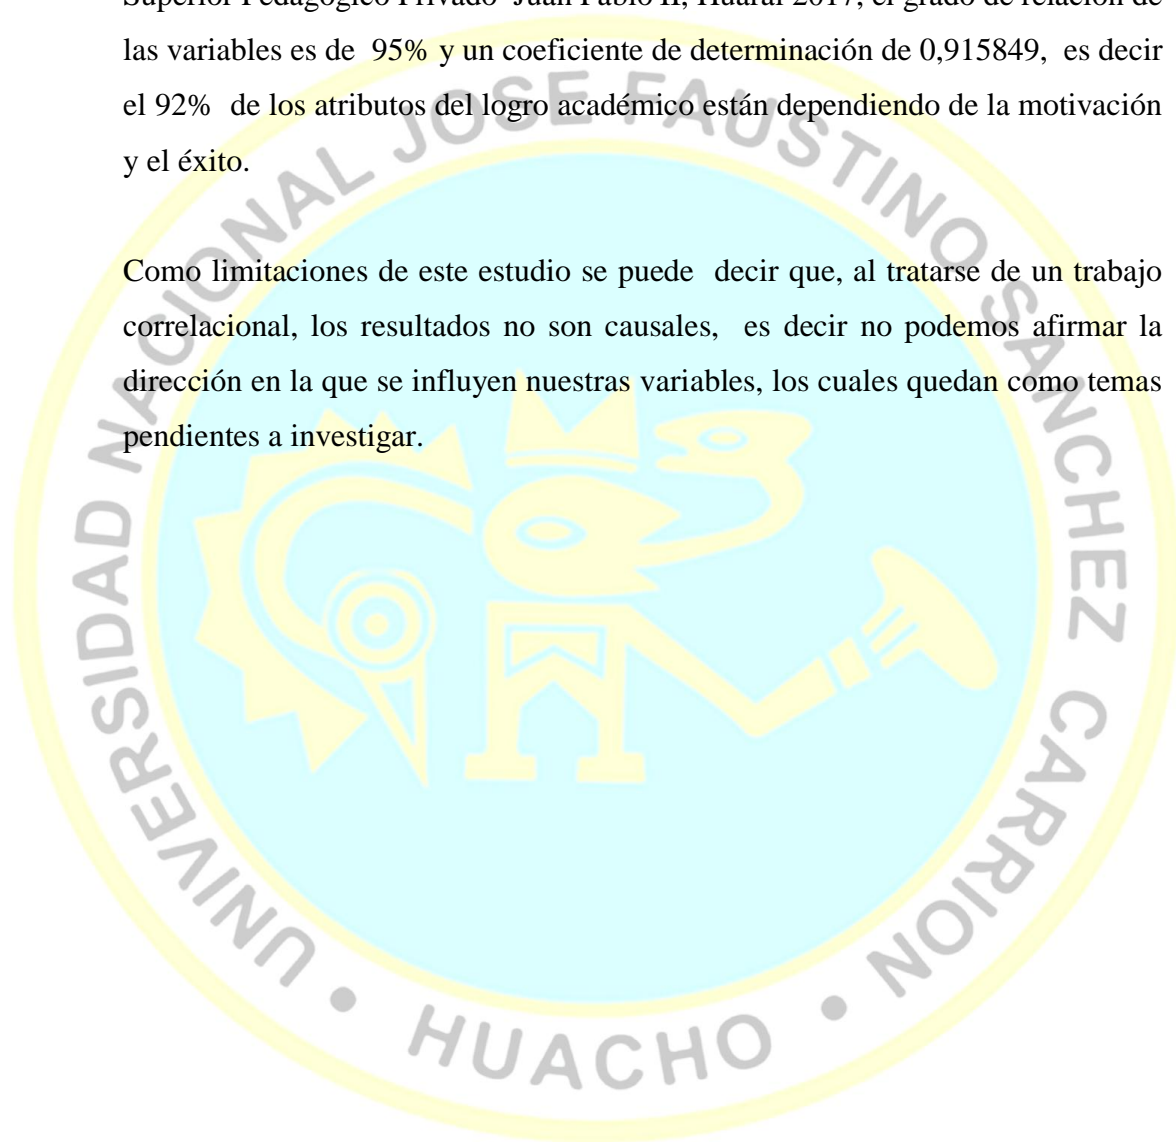 Superior Pedagógico Privado Juan Pablo II, Huaral 2017, el grado de relación de
las variables es de 95% y un coeficiente de determinación de 0,915849, es decir
el 92% de los atributos del logro académico están dependiendo de la motivación
y el éxito.
Como limitaciones de este estudio se puede decir que, al tratarse de un trabajo
correlacional, los resultados no son causales, es decir no podemos afirmar la
dirección en la que se influyen nuestras variables, los cuales quedan como temas
pendientes a investigar.
UNIVERSIDAD NACIONAL JOSE FAUSTINO SANCHEZ CARRION
• HUACHO •